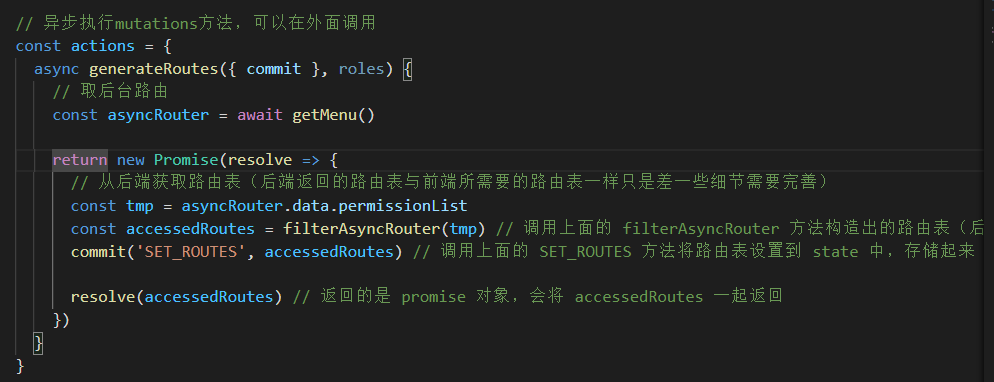 // 异步执行mutations方法，可以在外面调用
const actions = {
async generateRoutes({ commit }, roles) {
// 取后台路由
const asyncRouter = await getMenu()
return new Promise(resolve => {
// 从后端获取路由表（后端返回的路由表与前端所需要的路由表一样只是差一些细节需要完善）
const tmp = asyncRouter.data.permissionList
const accessedRoutes = filterAsyncRouter(tmp) // 调用上面的 filterAsyncRouter 方法构造出的路由表（后
commit('SET_ROUTES', accessedRoutes) // 调用上面的 SET_ROUTES 方法将路由表设置到 state 中，存储起来
resolve(accessedRoutes) // 返回的是 promise 对象，会将 accessedRoutes 一起返回
})
}
}